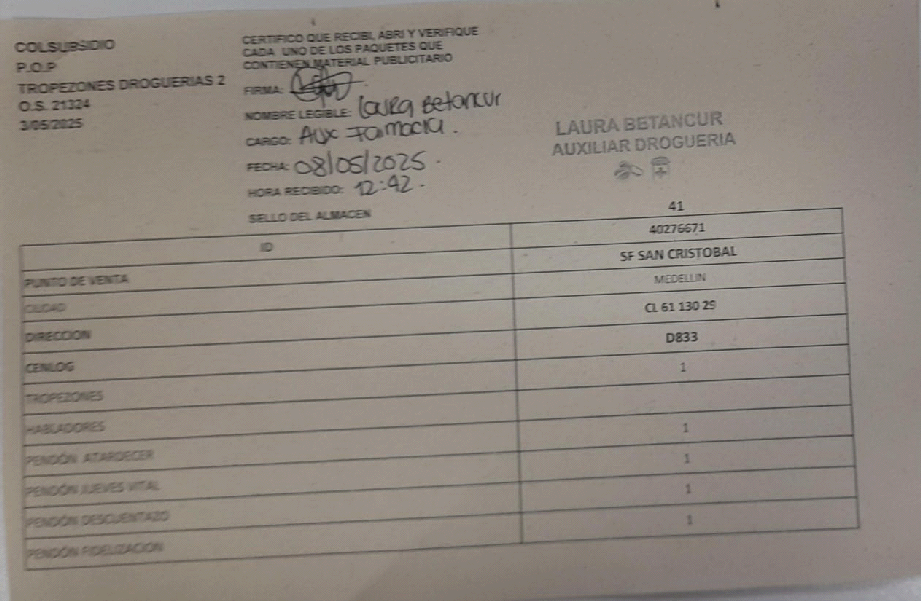 COLSUBSIDIO
P.O.P
TROPEZONES DROGUERIAS 2
O.S. 21324
3/05/2025
CERTIFICO QUE RECIBI, ABRI Y VERIFIQUE
CADA UNO DE LOS PAQUETES QUE
CONTIENEN MATERIAL PUBLICITARIO
FIRMA:
NOMBRE LEGIBLE: Laura Betancur
CARGO: Aux Farmacia.
FECHA: 08/05/2025.
HORA RECIBIDO: 12:42.
SELLO DEL ALMACEN
LAURA BETANCUR
AUXILIAR DROGUERIA
41
ID 40276671
PUNTO DE VENTA SF SAN CRISTOBAL
CIUDAD MEDELLIN
DIRECCION CL 61 130 29
CENLOG D833
TROPEZONES 1
HABLADORES
PENDÓN ATARDECER 1
PENDÓN JUEVES VITAL 1
PENDÓN DESCUENTAZO 1
PENDÓN FIDELIZACION 1